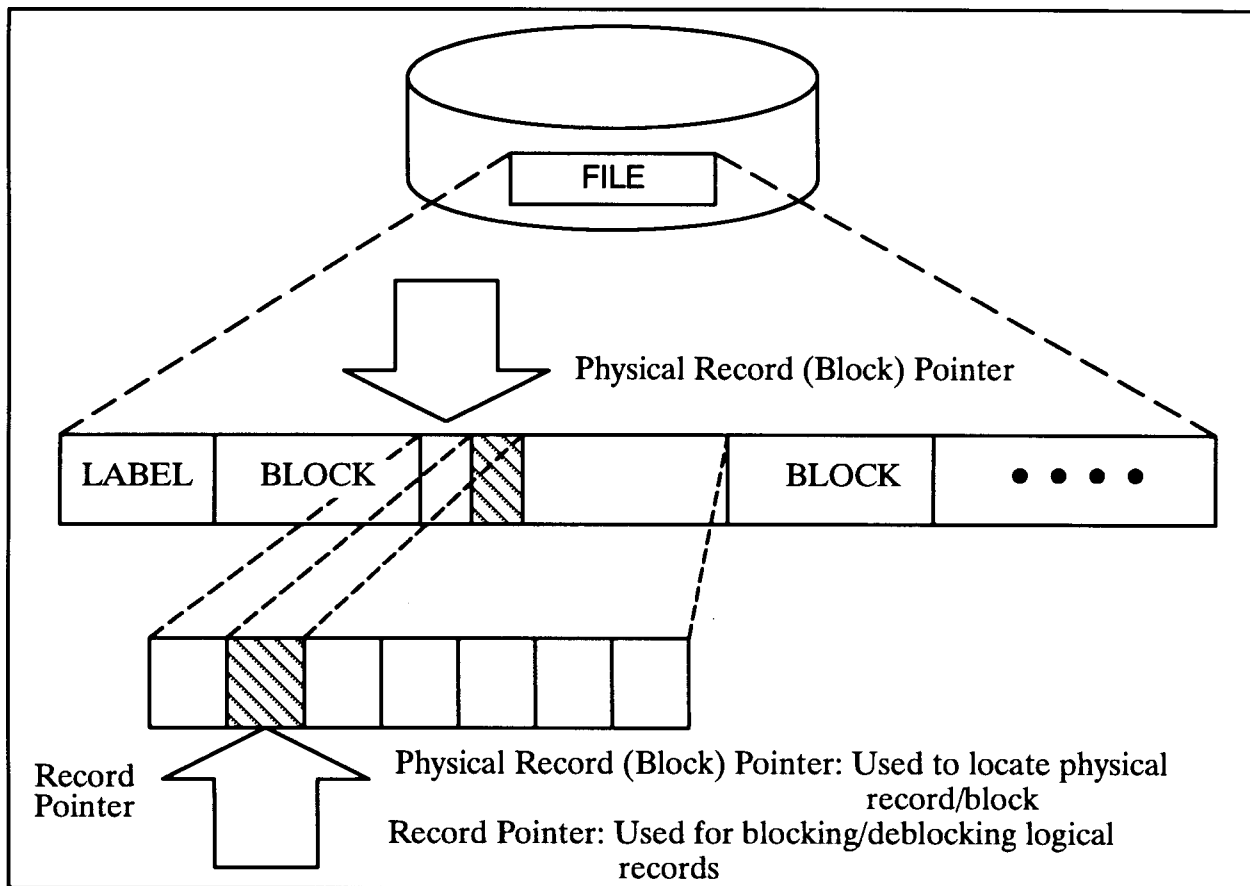 FILE
Physical Record (Block) Pointer
LABEL
BLOCK
BLOCK
Record
Pointer
Physical Record (Block) Pointer: Used to locate physical
record/block
Record Pointer: Used for blocking/deblocking logical
records